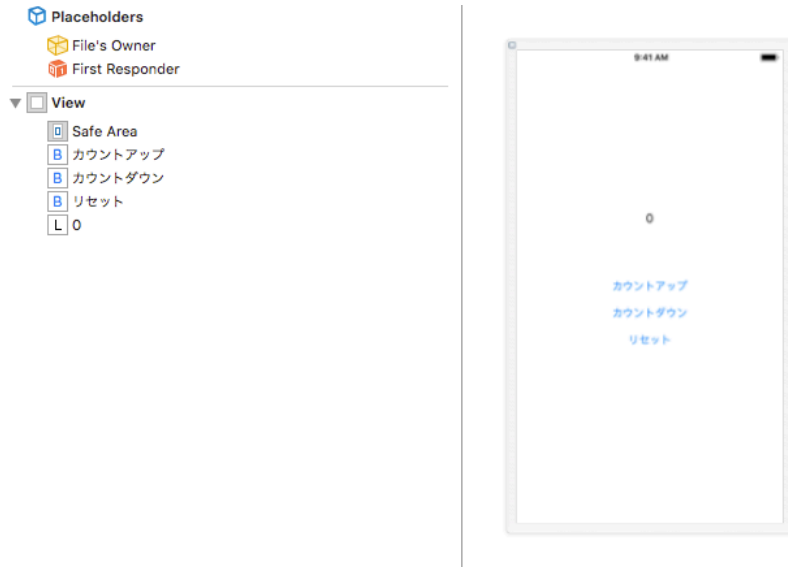 Placeholders
File's Owner
First Responder
View
Safe Area
B カウントアップ
B カウントダウン
B リセット
L 0
9:41 AM
0
カウントアップ
カウントダウン
リセット